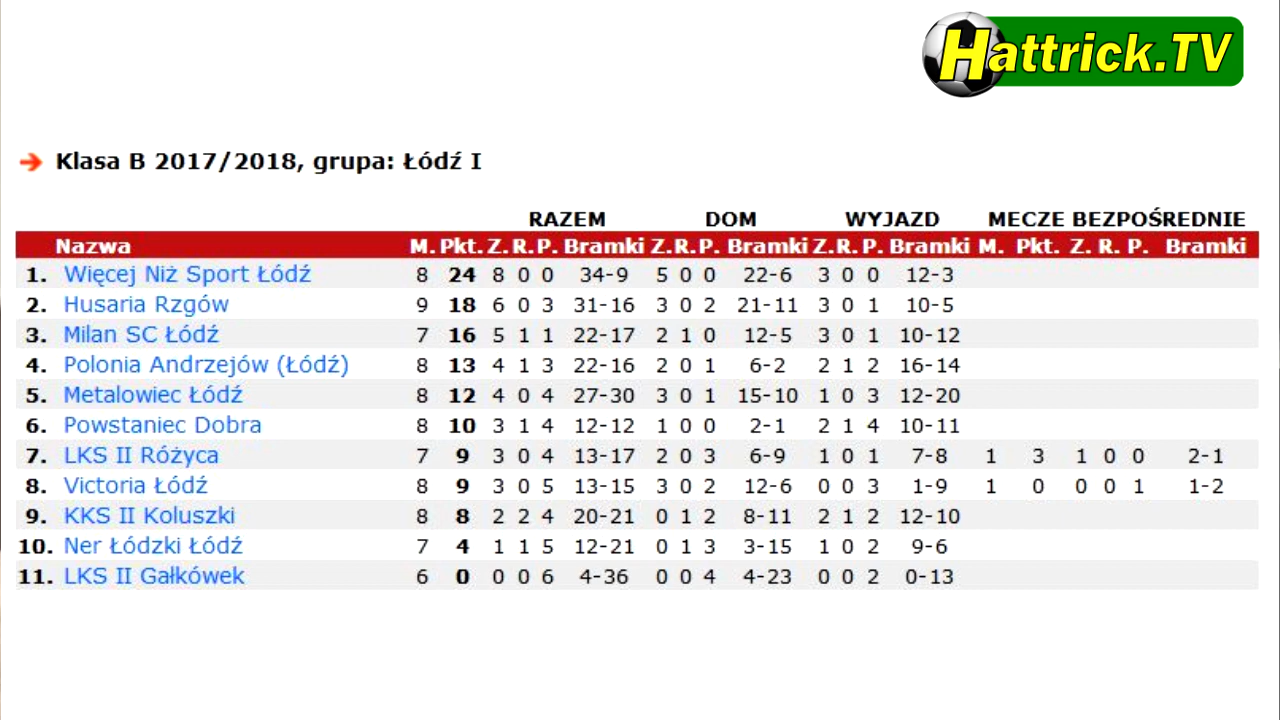 Hattrick.TV
Klasa B 2017/2018, grupa: Łódź I
RAZEM DOM WYJAZD MECZE BEZPOŚREDNIE
Nazwa M. Pkt. Z. R. P. Bramki Z. R. P. Bramki Z. R. P. Bramki M. Pkt. Z. R. P. Bramki
1. Więcej Niż Sport Łódź 8 24 8 0 0 34-9 5 0 0 22-6 3 0 0 12-3
2. Husaria Rzgów 9 18 6 0 3 31-16 3 0 2 21-11 3 0 1 10-5
3. Milan SC Łódź 7 16 5 1 1 22-17 2 1 0 12-5 3 0 1 10-12
4. Polonia Andrzejów (Łódź) 8 13 4 1 3 22-16 2 0 1 6-2 2 1 2 16-14
5. Metalowiec Łódź 8 12 4 0 4 27-30 3 0 1 15-10 1 0 3 12-20
6. Powstaniec Dobra 8 10 3 1 4 12-12 1 0 0 2-1 2 1 4 10-11
7. LKS II Różyca 7 9 3 0 4 13-17 2 0 3 6-9 1 0 1 7-8 1 3 1 0 0 2-1
8. Victoria Łódź 8 9 3 0 5 13-15 3 0 2 12-6 0 0 3 1-9 1 0 0 0 1 1-2
9. KKS II Koluszki 8 8 2 2 4 20-21 0 1 2 8-11 2 1 2 12-10
10. Ner Łódzki Łódź 7 4 1 1 5 12-21 0 1 3 3-15 1 0 2 9-6
11. LKS II Gałkówek 6 0 0 0 6 4-36 0 0 4 4-23 0 0 2 0-13